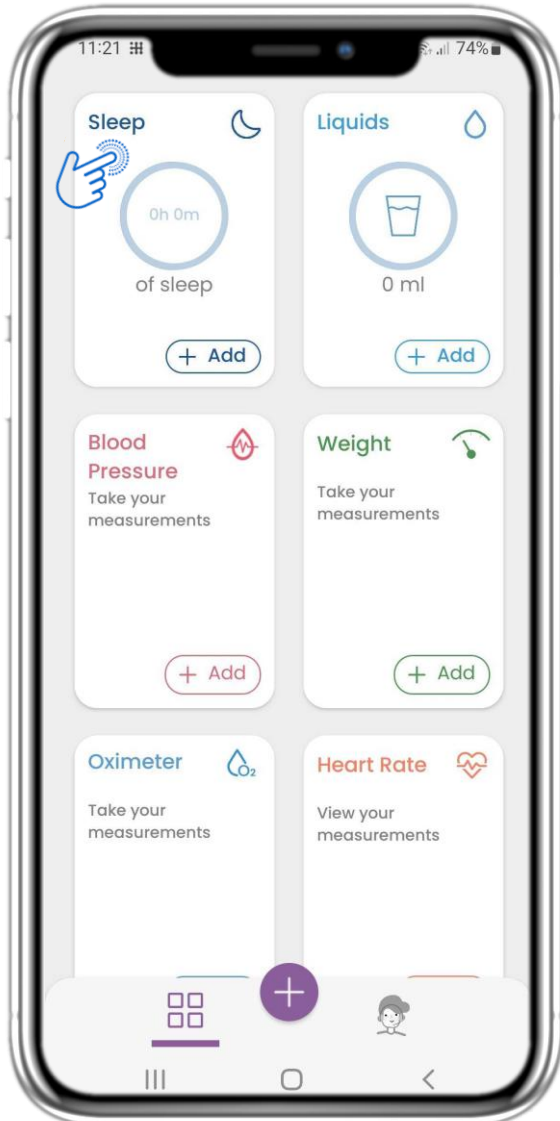 11:21
74%
Sleep
0h 0m
of sleep
+ Add
Liquids
0 ml
+ Add
Blood
Pressure
Take your
measurements
+ Add
Weight
Take your
measurements
+ Add
Oximeter
O2
Take your
measurements
Heart Rate
View your
measurements